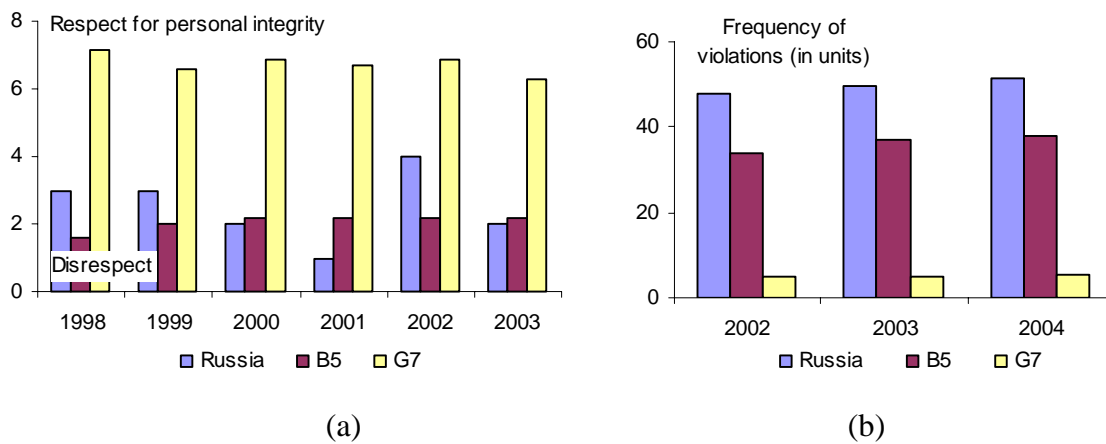 Respect for personal integrity
8
6
4
2
0
Disrespect
1998 1999 2000 2001 2002 2003
Russia B5 G7
(a)
Frequency of
violations (in units)
60
40
20
0
2002 2003 2004
Russia B5 G7
(b)